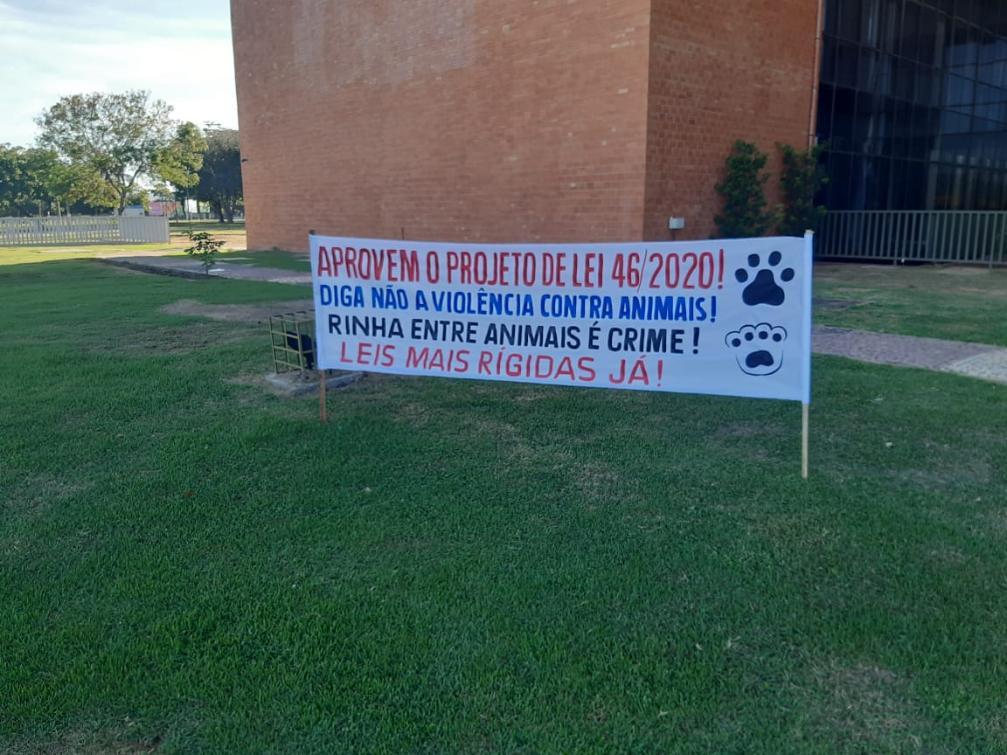 APROVEM O PROJETO DE LEI 46/2020!
DIGA NÃO A VIOLÊNCIA CONTRA ANIMAIS!
RINHA ENTRE ANIMAIS É CRIME!
LEIS MAIS RÍGIDAS JÁ!